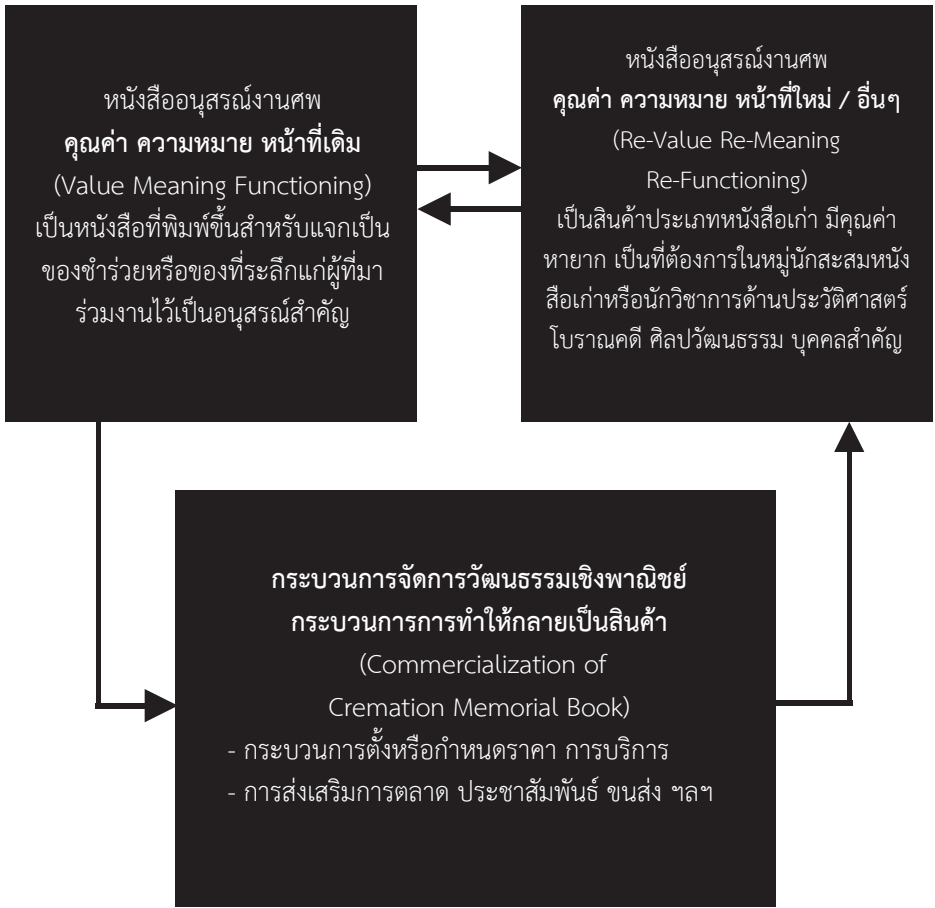 หนังสืออนุสรณ์งานศพ
คุณค่า ความหมาย หน้าที่เดิม
(Value Meaning Functioning)
เป็นหนังสือที่พิมพ์ขึ้นสำหรับแจกเป็น
ของชำร่วยหรือของที่ระลึกแก่ผู้ที่มา
ร่วมงานไว้เป็นอนุสรณ์สำคัญ
หนังสืออนุสรณ์งานศพ
คุณค่า ความหมาย หน้าที่ใหม่ / อื่นๆ
(Re-Value Re-Meaning
Re-Functioning)
เป็นสินค้าประเภทหนังสือเก่า มีคุณค่า
หายาก เป็นที่ต้องการในหมู่นักสะสมหนัง
สือเก่าหรือนักวิชาการด้านประวัติศาสตร์
โบราณคดี ศิลปวัฒนธรรม บุคคลสำคัญ
กระบวนการจัดการวัฒนธรรมเชิงพาณิชย์
กระบวนการการทำให้กลายเป็นสินค้า
(Commercialization of
Cremation Memorial Book)
- กระบวนการตั้งหรือกำหนดราคา การบริการ
- การส่งเสริมการตลาด ประชาสัมพันธ์ ขนส่ง ฯลฯ